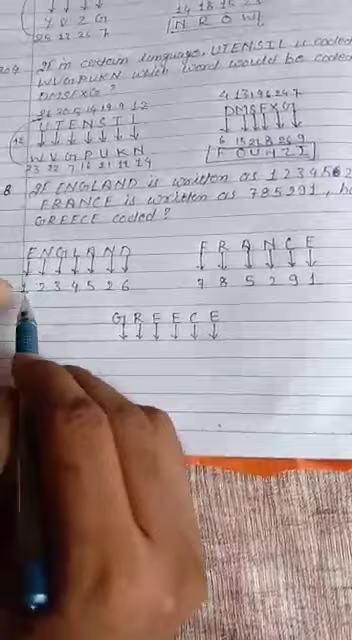 Y V Z G
25 22 26 7
14 18 15 23
N R O W
If in certain language, UTENSIL is coded
WVGPUKN which word would be coded
DMSFXG ?
20 5 14 19 9 12
U T E N S I L
W V G P U K N
23 22 7 16 21 11 14
4 13 19 6 24 7
D M S F X G
F O U H Z I
8 If ENGLAND is written as 1234526
FRANCE is written as 785291, ho
GREECE coded ?
E N G L A N D
1 2 3 4 5 2 6
F R A N C E
7 8 5 2 9 1
G R E E C E